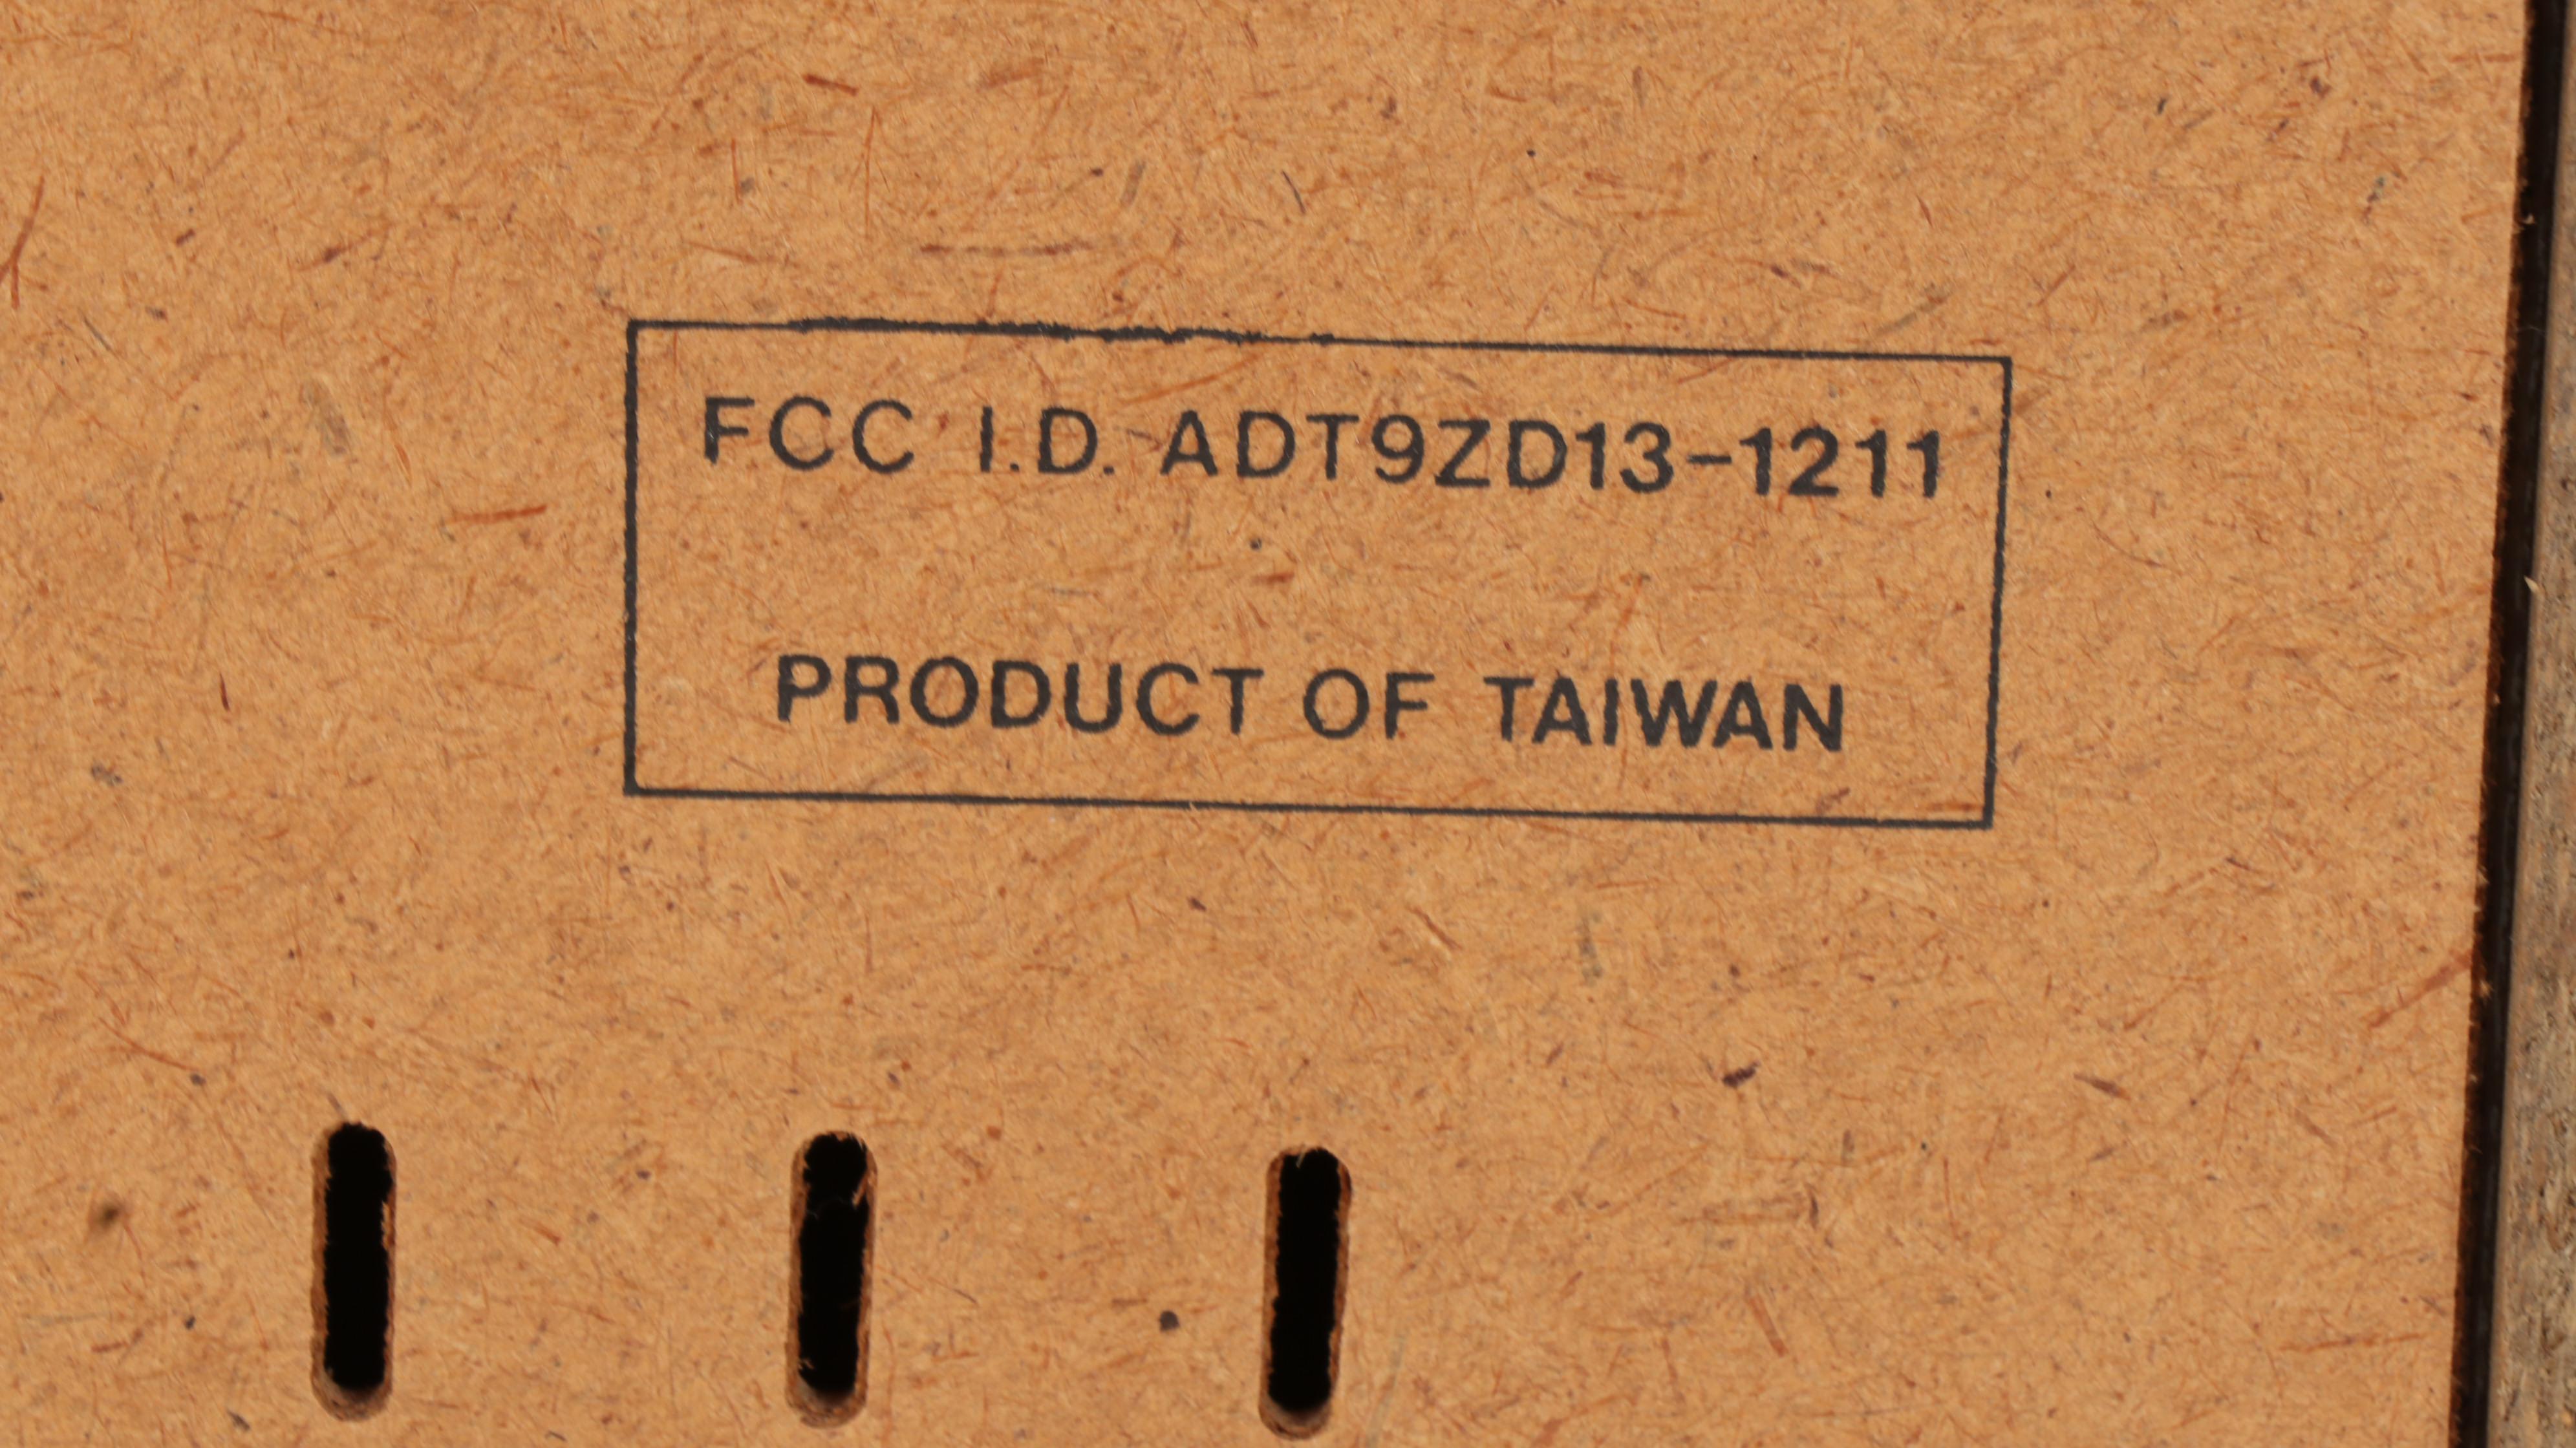 FCC I.D. ADT9ZD13-1211
PRODUCT OF TAIWAN